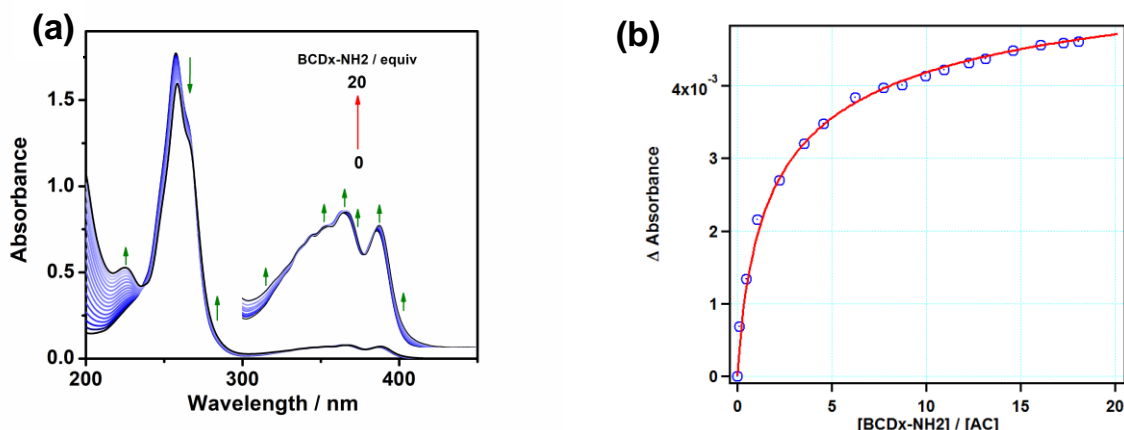 (a)
BCDx-NH2 / equiv
20
0
1.5
1.0
0.5
0.0
Absorbance
200
300
400
Wavelength / nm
(b)
4x10⁻³
3
2
1
0
Δ Absorbance
0
5
10
15
20
[BCDx-NH2] / [AC]